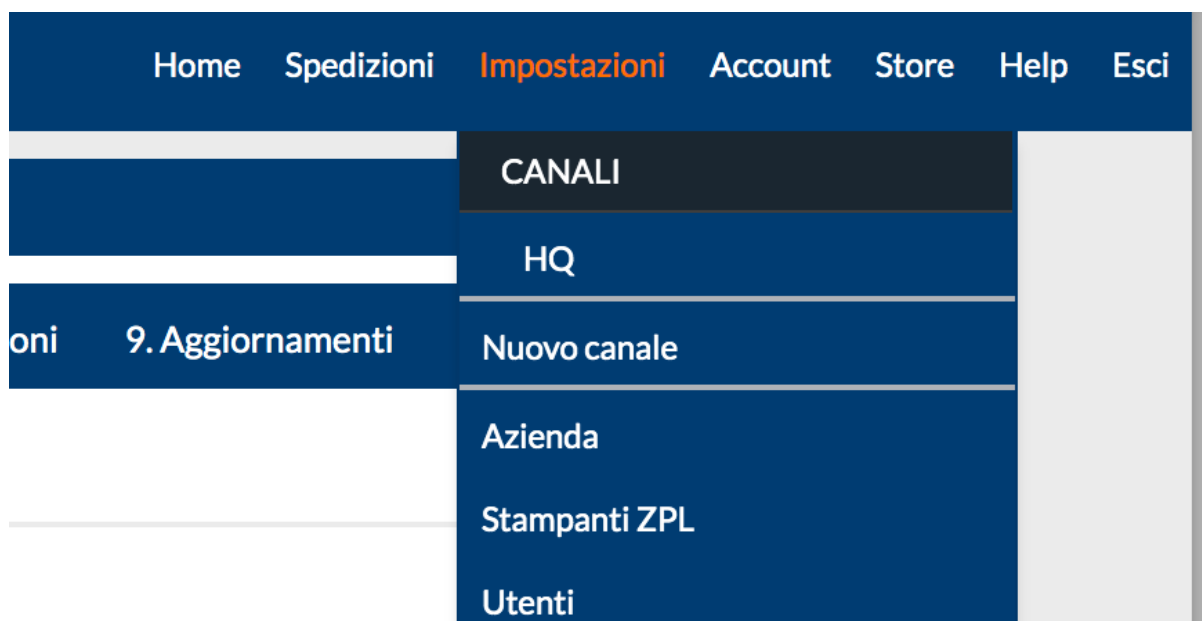 Home Spedizioni Impostazioni Account Store Help Esci
CANALI
HQ
oni 9. Aggiornamenti
Nuovo canale
Azienda
Stampanti ZPL
Utenti